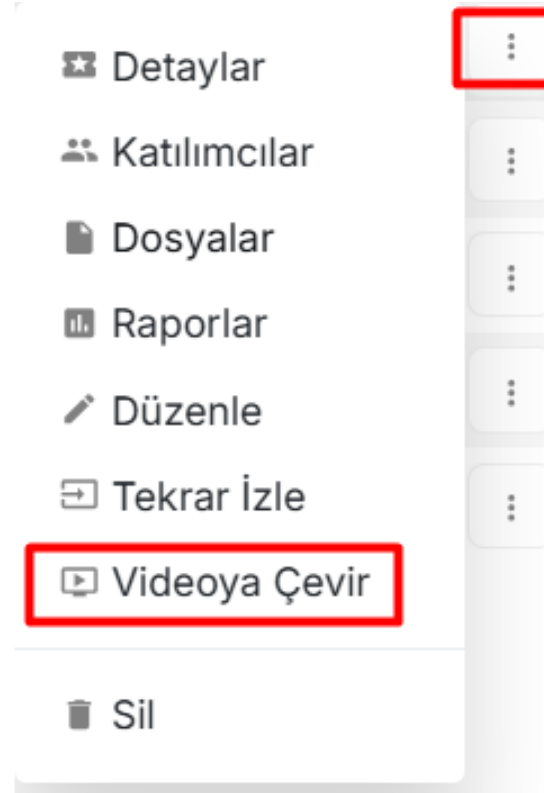 Detaylar
Katılımcılar
Dosyalar
Raporlar
Düzenle
Tekrar İzle
Videoya Çevir
Sil